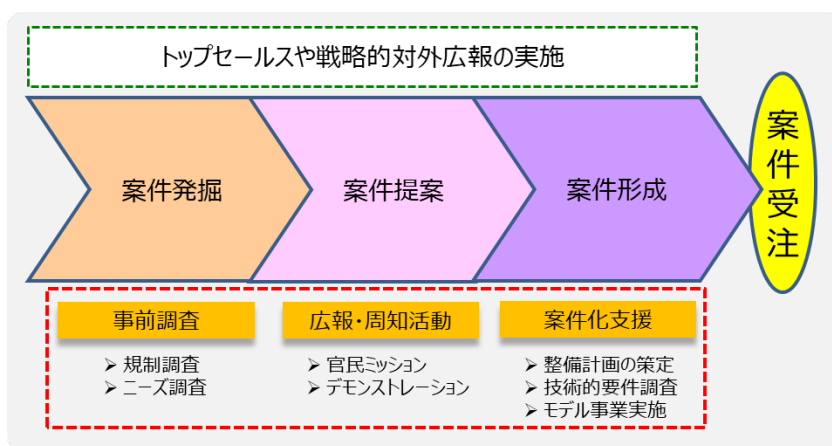 トップセールスや戦略的対外広報の実施
案件発掘
案件提案
案件形成
案件受注
事前調査
➢ 規制調査
➢ ニーズ調査
広報・周知活動
➢ 官民ミッション
➢ デモンストレーション
案件化支援
➢ 整備計画の策定
➢ 技術的要件調査
➢ モデル事業実施